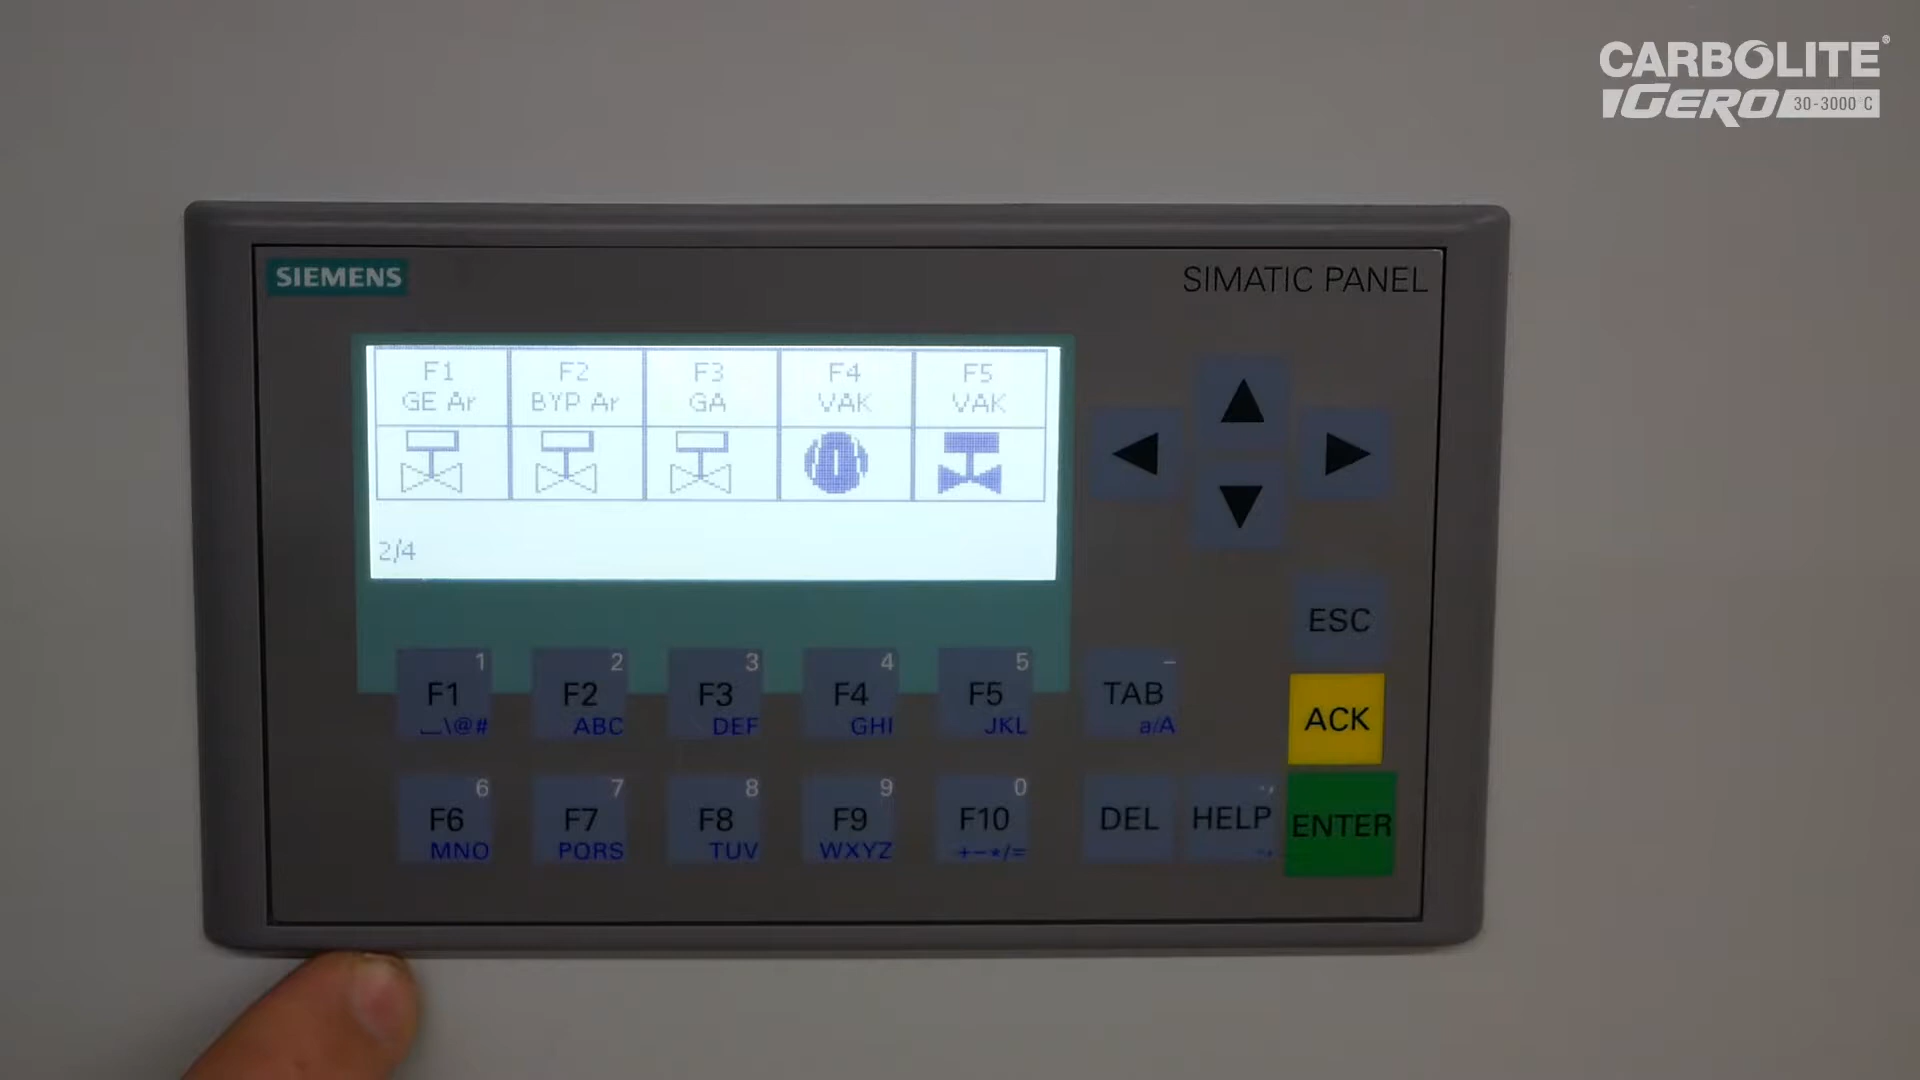 CARBOLITE®
GERO 30-3000°C
SIEMENS
SIMATIC PANEL
F1 F2 F3 F4 F5
GE Ar BYP Ar GA VAK VAK
2/4
ESC
1 2 3 4 5 –
F1 F2 F3 F4 F5 TAB
\@# ABC DEF GHI JKL a/A
ACK
6 7 8 9 0 .,
F6 F7 F8 F9 F10 DEL HELP ENTER
MNO PQRS TUV WXYZ +-*/=